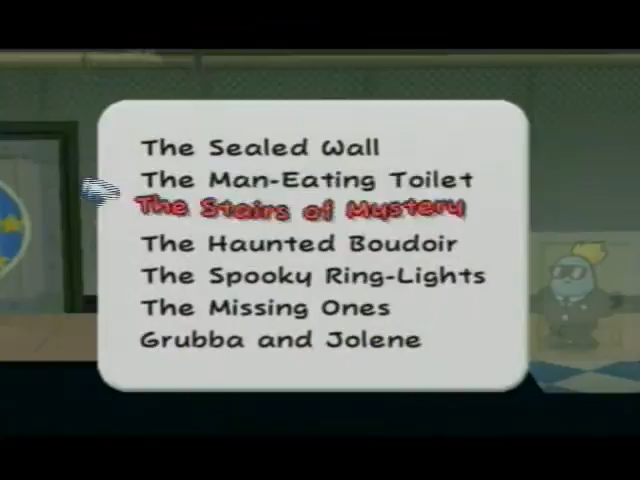 The Sealed Wall
The Man-Eating Toilet
The Stairs of Mystery
The Haunted Boudoir
The Spooky Ring-Lights
The Missing Ones
Grubba and Jolene